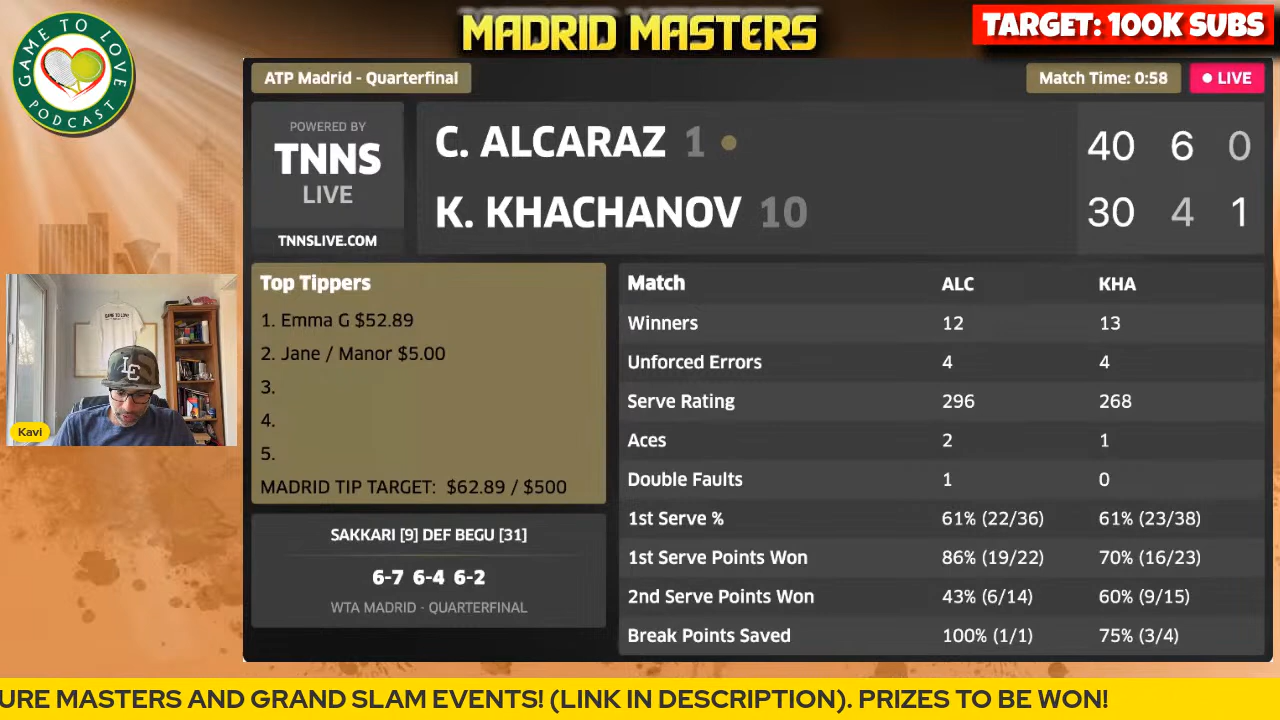 GAME TO LOVE
PODCAST
MADRID MASTERS
TARGET: 100K SUBS
ATP Madrid - Quarterfinal
Match Time: 0:58
LIVE
POWERED BY
TNNS
LIVE
TNNSLIVE.COM
C. ALCARAZ 1 40 6 0
K. KHACHANOV 10 30 4 1
Top Tippers
1. Emma G $52.89
2. Jane / Manor $5.00
3.
4.
5.
MADRID TIP TARGET: $62.89 / $500
SAKKARI [9] DEF BEGU [31]
6-7 6-4 6-2
WTA MADRID - QUARTERFINAL
Match ALC KHA
Winners 12 13
Unforced Errors 4 4
Serve Rating 296 268
Aces 2 1
Double Faults 1 0
1st Serve % 61% (22/36) 61% (23/38)
1st Serve Points Won 86% (19/22) 70% (16/23)
2nd Serve Points Won 43% (6/14) 60% (9/15)
Break Points Saved 100% (1/1) 75% (3/4)
LC
Kavi
URE MASTERS AND GRAND SLAM EVENTS! (LINK IN DESCRIPTION). PRIZES TO BE WON!